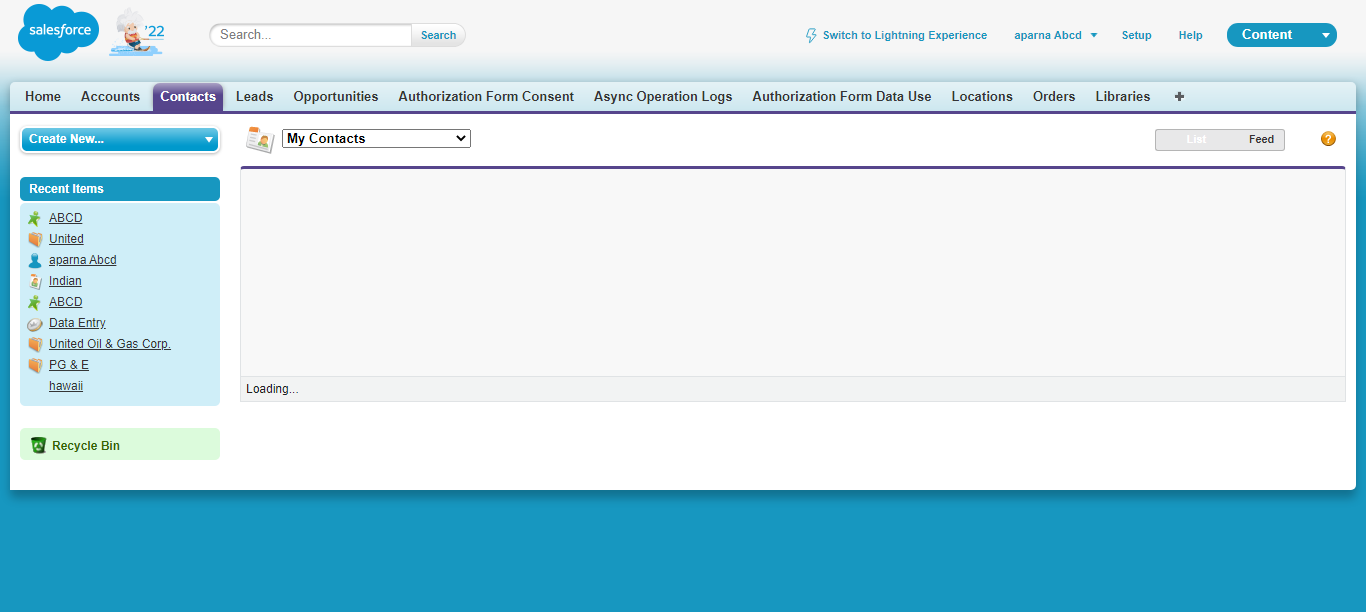 salesforce
'22
Search...
Search
Switch to Lightning Experience
aparna Abcd
Setup
Help
Content
Home Accounts Contacts Leads Opportunities Authorization Form Consent Async Operation Logs Authorization Form Data Use Locations Orders Libraries +
Create New...
My Contacts
List Feed
?
Recent Items
ABCD
United
aparna Abcd
Indian
ABCD
Data Entry
United Oil & Gas Corp.
PG & E
hawaii
Loading...
Recycle Bin